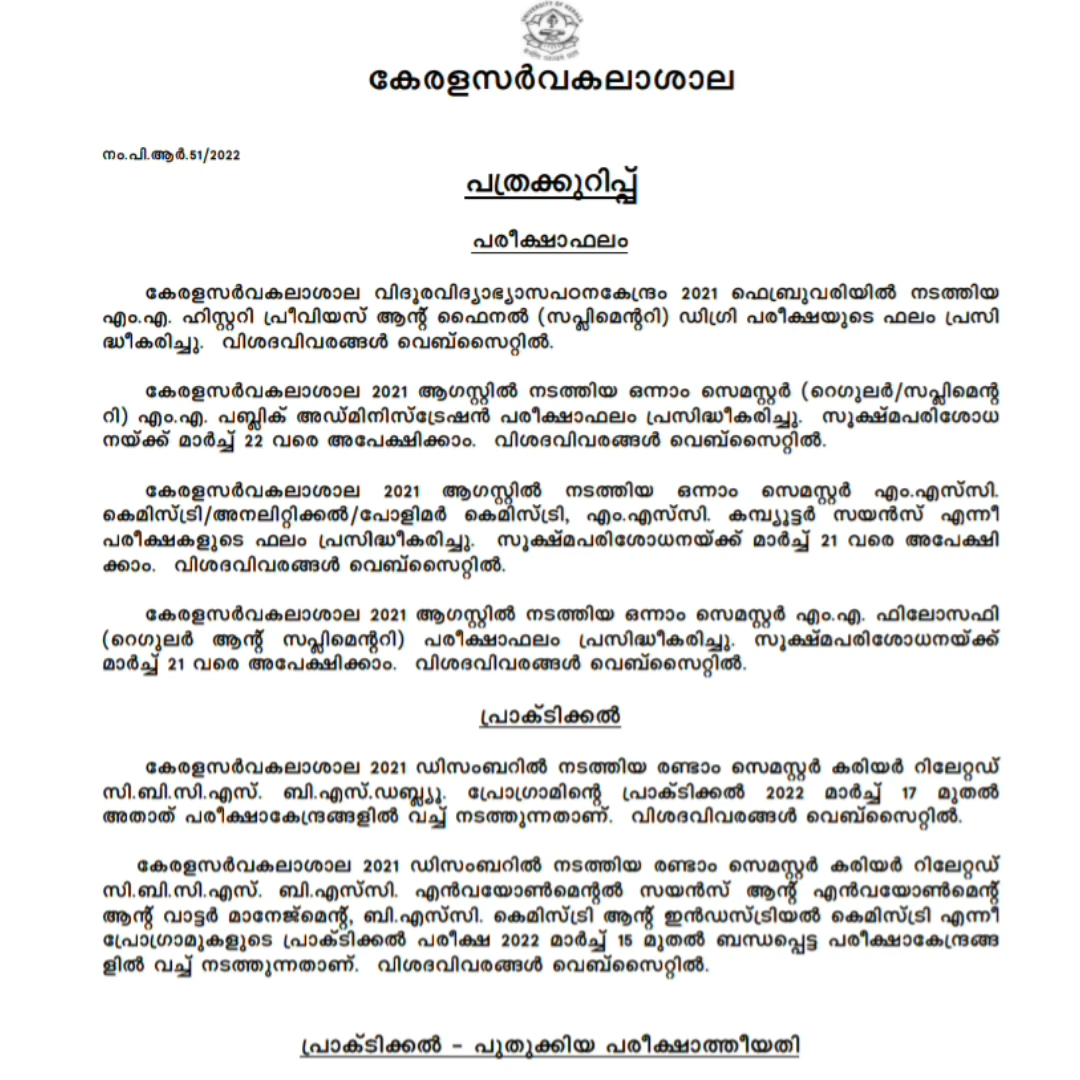 UNIVERSITY OF KERALA
കേരളസർവകലാശാല
നം.പി.ആർ.51/2022
പത്രക്കുറിപ്പ്
പരീക്ഷാഫലം
കേരളസർവകലാശാല വിദൂരവിദ്യാഭ്യാസപഠനകേന്ദ്രം 2021 ഫെബ്രുവരിയിൽ നടത്തിയ
എം.എ. ഹിസ്റ്ററി പ്രീവിയസ് ആന്റ് ഫൈനൽ (സപ്ലിമെന്ററി) ഡിഗ്രി പരീക്ഷയുടെ ഫലം പ്രസി
ദ്ധീകരിച്ചു. വിശദവിവരങ്ങൾ വെബ്സൈറ്റിൽ.
കേരളസർവകലാശാല 2021 ആഗസ്റ്റിൽ നടത്തിയ ഒന്നാം സെമസ്റ്റർ (റെഗുലർ/സപ്ലിമെന്റ
റി) എം.എ. പബ്ലിക് അഡ്മിനിസ്ട്രേഷൻ പരീക്ഷാഫലം പ്രസിദ്ധീകരിച്ചു. സൂക്ഷ്മപരിശോധ
നയ്ക്ക് മാർച്ച് 22 വരെ അപേക്ഷിക്കാം. വിശദവിവരങ്ങൾ വെബ്സൈറ്റിൽ.
കേരളസർവകലാശാല 2021 ആഗസ്റ്റിൽ നടത്തിയ ഒന്നാം സെമസ്റ്റർ എം.എസ്സി.
കെമിസ്ട്രി/അനലിറ്റിക്കൽ/പോളിമർ കെമിസ്ട്രി, എം.എസ്സി. കമ്പ്യൂട്ടർ സയൻസ് എന്നീ
പരീക്ഷകളുടെ ഫലം പ്രസിദ്ധീകരിച്ചു. സൂക്ഷ്മപരിശോധനയ്ക്ക് മാർച്ച് 21 വരെ അപേക്ഷി
ക്കാം. വിശദവിവരങ്ങൾ വെബ്സൈറ്റിൽ.
കേരളസർവകലാശാല 2021 ആഗസ്റ്റിൽ നടത്തിയ ഒന്നാം സെമസ്റ്റർ എം.എ. ഫിലോസഫി
(റെഗുലർ ആന്റ് സപ്ലിമെന്ററി) പരീക്ഷാഫലം പ്രസിദ്ധീകരിച്ചു. സൂക്ഷ്മപരിശോധനയ്ക്ക്
മാർച്ച് 21 വരെ അപേക്ഷിക്കാം. വിശദവിവരങ്ങൾ വെബ്സൈറ്റിൽ.
പ്രാക്ടിക്കൽ
കേരളസർവകലാശാല 2021 ഡിസംബറിൽ നടത്തിയ രണ്ടാം സെമസ്റ്റർ കരിയർ റിലേറ്റഡ്
സി.ബി.സി.എസ്. ബി.എസ്.ഡബ്ല്യൂ. പ്രോഗ്രാമിന്റെ പ്രാക്ടിക്കൽ 2022 മാർച്ച് 17 മുതൽ
അതാത് പരീക്ഷാകേന്ദ്രങ്ങളിൽ വച്ച് നടത്തുന്നതാണ്. വിശദവിവരങ്ങൾ വെബ്സൈറ്റിൽ.
കേരളസർവകലാശാല 2021 ഡിസംബറിൽ നടത്തിയ രണ്ടാം സെമസ്റ്റർ കരിയർ റിലേറ്റഡ്
സി.ബി.സി.എസ്. ബി.എസ്സി. എൻവയോൺമെന്റൽ സയൻസ് ആന്റ് എൻവയോൺമെന്റ്
ആന്റ് വാട്ടർ മാനേജ്മെന്റ്, ബി.എസ്സി. കെമിസ്ട്രി ആന്റ് ഇൻഡസ്ട്രിയൽ കെമിസ്ട്രി എന്നീ
പ്രോഗ്രാമുകളുടെ പ്രാക്ടിക്കൽ പരീക്ഷ 2022 മാർച്ച് 15 മുതൽ ബന്ധപ്പെട്ട പരീക്ഷാകേന്ദ്രങ്ങ
ളിൽ വച്ച് നടത്തുന്നതാണ്. വിശദവിവരങ്ങൾ വെബ്സൈറ്റിൽ.
പ്രാക്ടിക്കൽ – പുതുക്കിയ പരീക്ഷാത്തീയതി